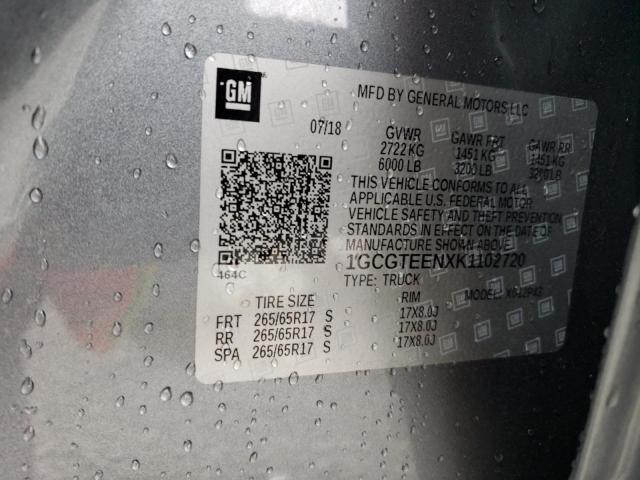 GM
MFD BY GENERAL MOTORS LLC
07/18
GVWR GAWR FRT GAWR RR
2722 KG 1451 KG 1451 KG
6000 LB 3200 LB 3200 LB
THIS VEHICLE CONFORMS TO ALL
APPLICABLE U.S. FEDERAL MOTOR
VEHICLE SAFETY AND THEFT PREVENTION
STANDARDS IN EFFECT ON THE DATE OF
MANUFACTURE SHOWN ABOVE.
464C
1GCGTEENXK1102720
TYPE: TRUCK MODEL:
TIRE SIZE RIM
FRT 265/65R17 S 17X8.0J
RR 265/65R17 S 17X8.0J
SPA 265/65R17 S 17X8.0J